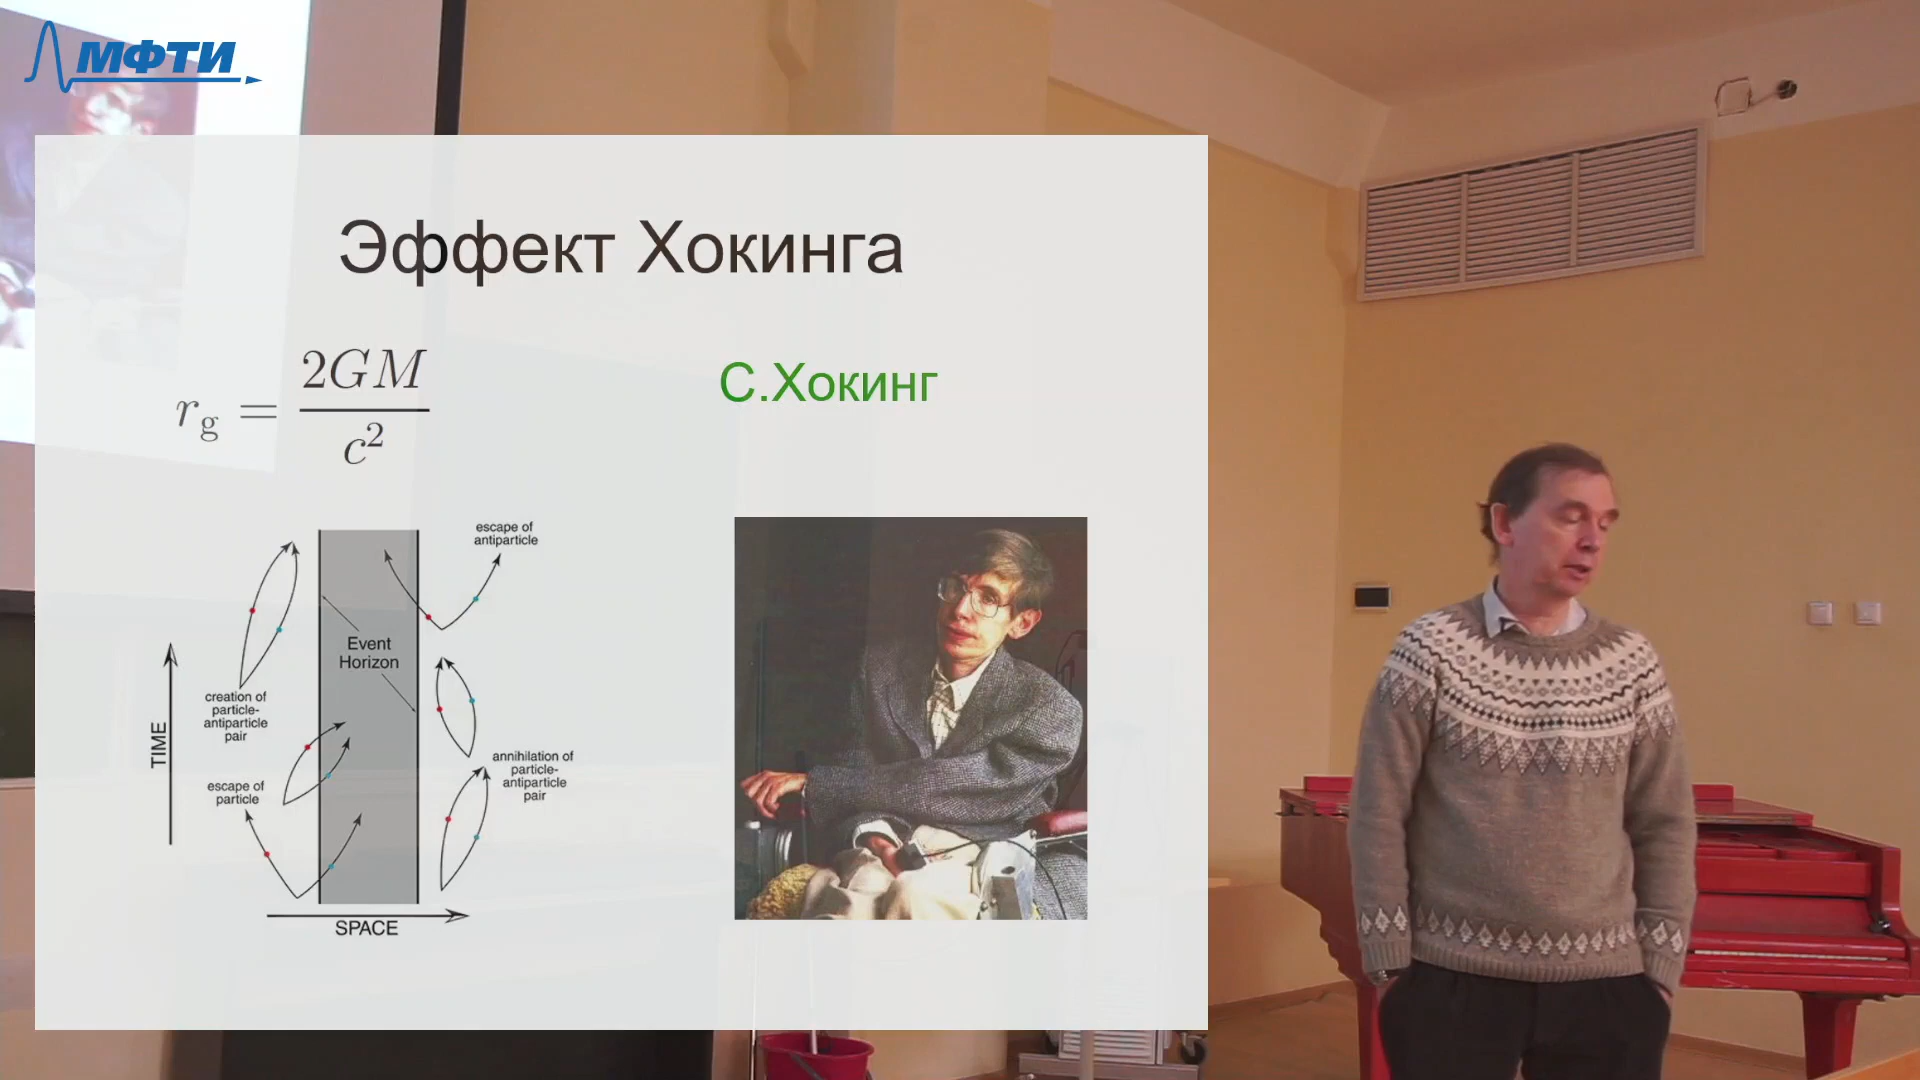 МФТИ
Эффект Хокинга
r_g = 2GM / c²
С.Хокинг
escape of
antiparticle
Event
Horizon
creation of
particle-
antiparticle
pair
TIME
annihilation of
particle-
antiparticle
pair
escape of
particle
SPACE